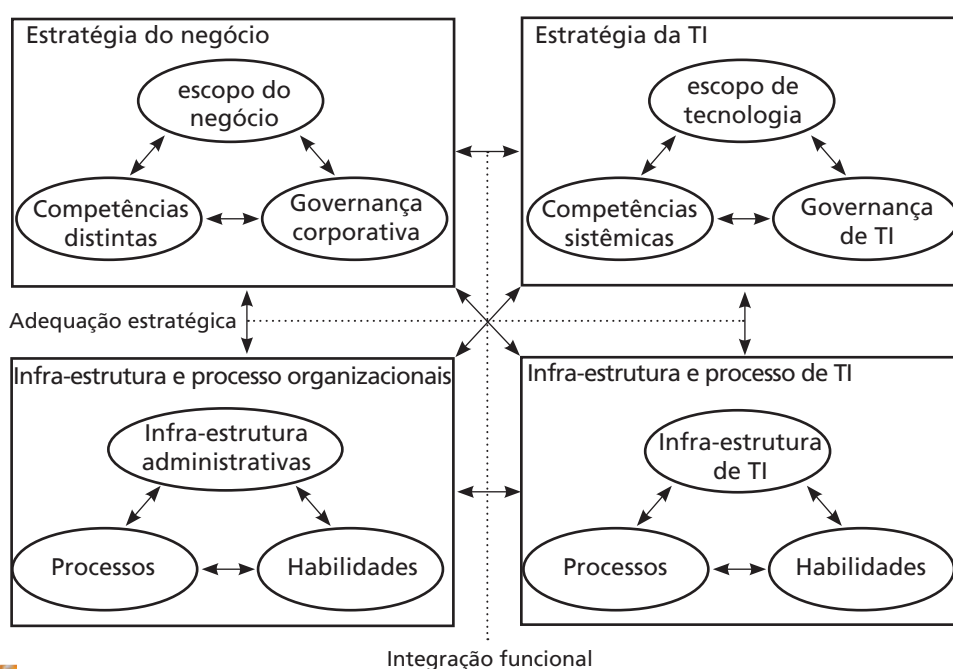 Estratégia do negócio
escopo do
negócio
Competências
distintas
Governança
corporativa
Estratégia da TI
escopo de
tecnologia
Competências
sistêmicas
Governança
de TI
Adequação estratégica
Infra-estrutura e processo organizacionais
Infra-estrutura
administrativas
Processos
Habilidades
Infra-estrutura e processo de TI
Infra-estrutura
de TI
Processos
Habilidades
Integração funcional